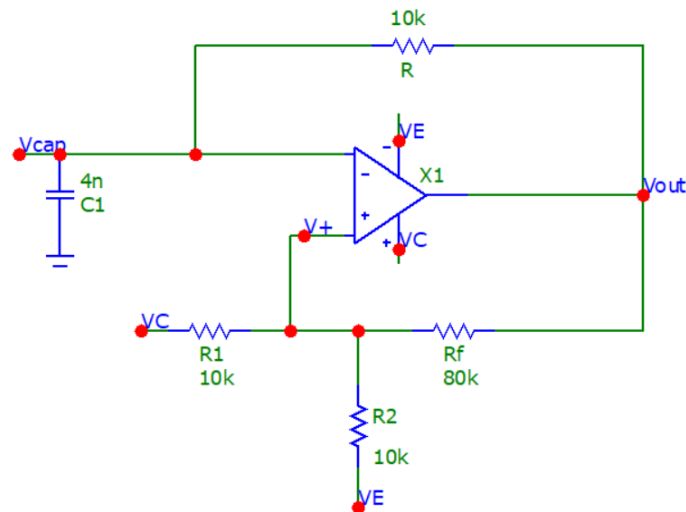 10k
R
Vcap
4n
C1
VE
-
-
X1
+
V+
+
VC
Vout
VC
R1
10k
Rf
80k
R2
10k
VE